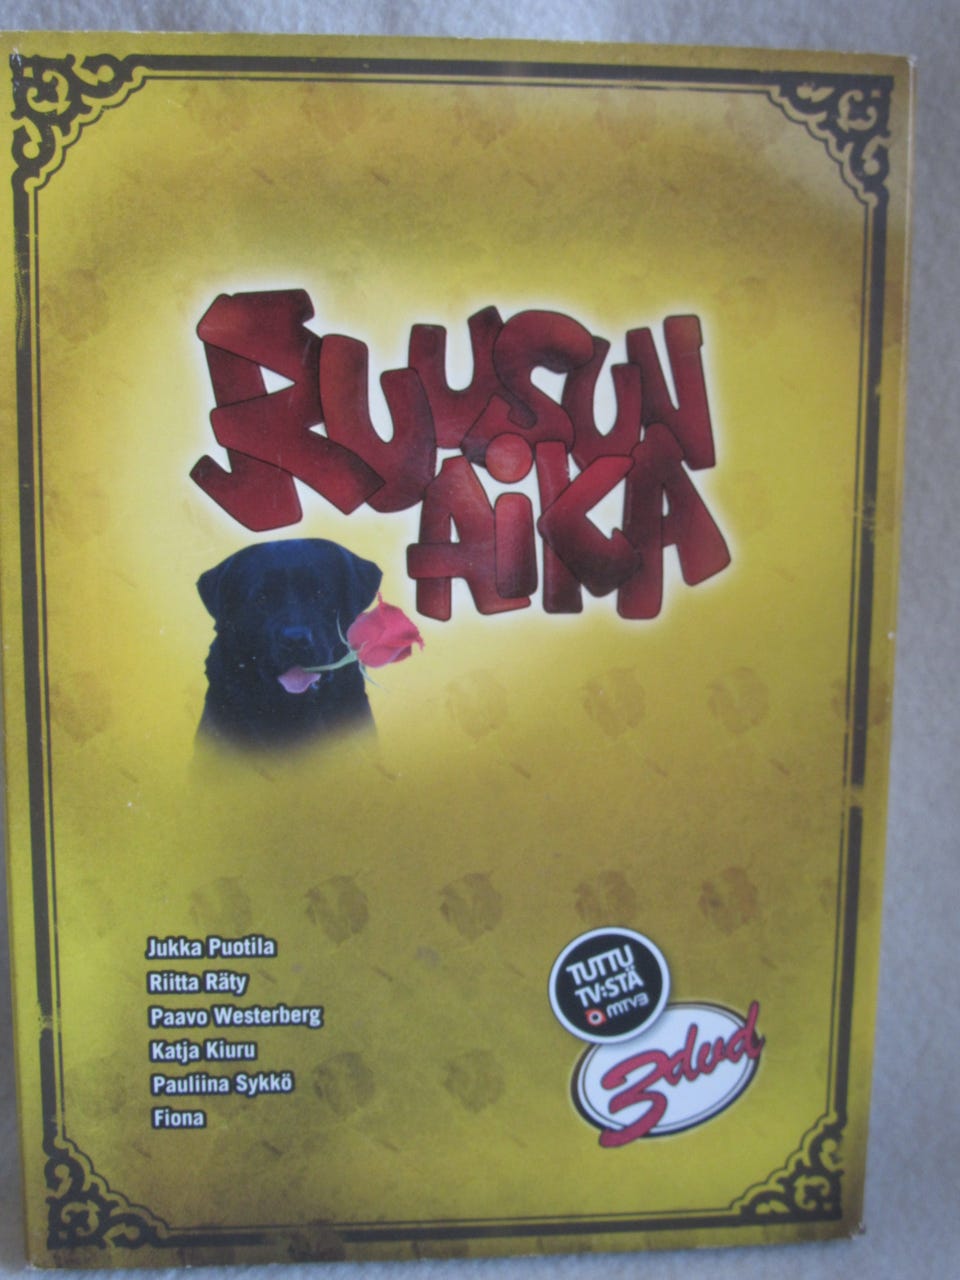 RUUSUN
AiKA
Jukka Puotila
Riitta Räty
Paavo Westerberg
Katja Kiuru
Pauliina Sykkö
Fiona
TUTTU
TV:STÄ
MTV3
3dvd